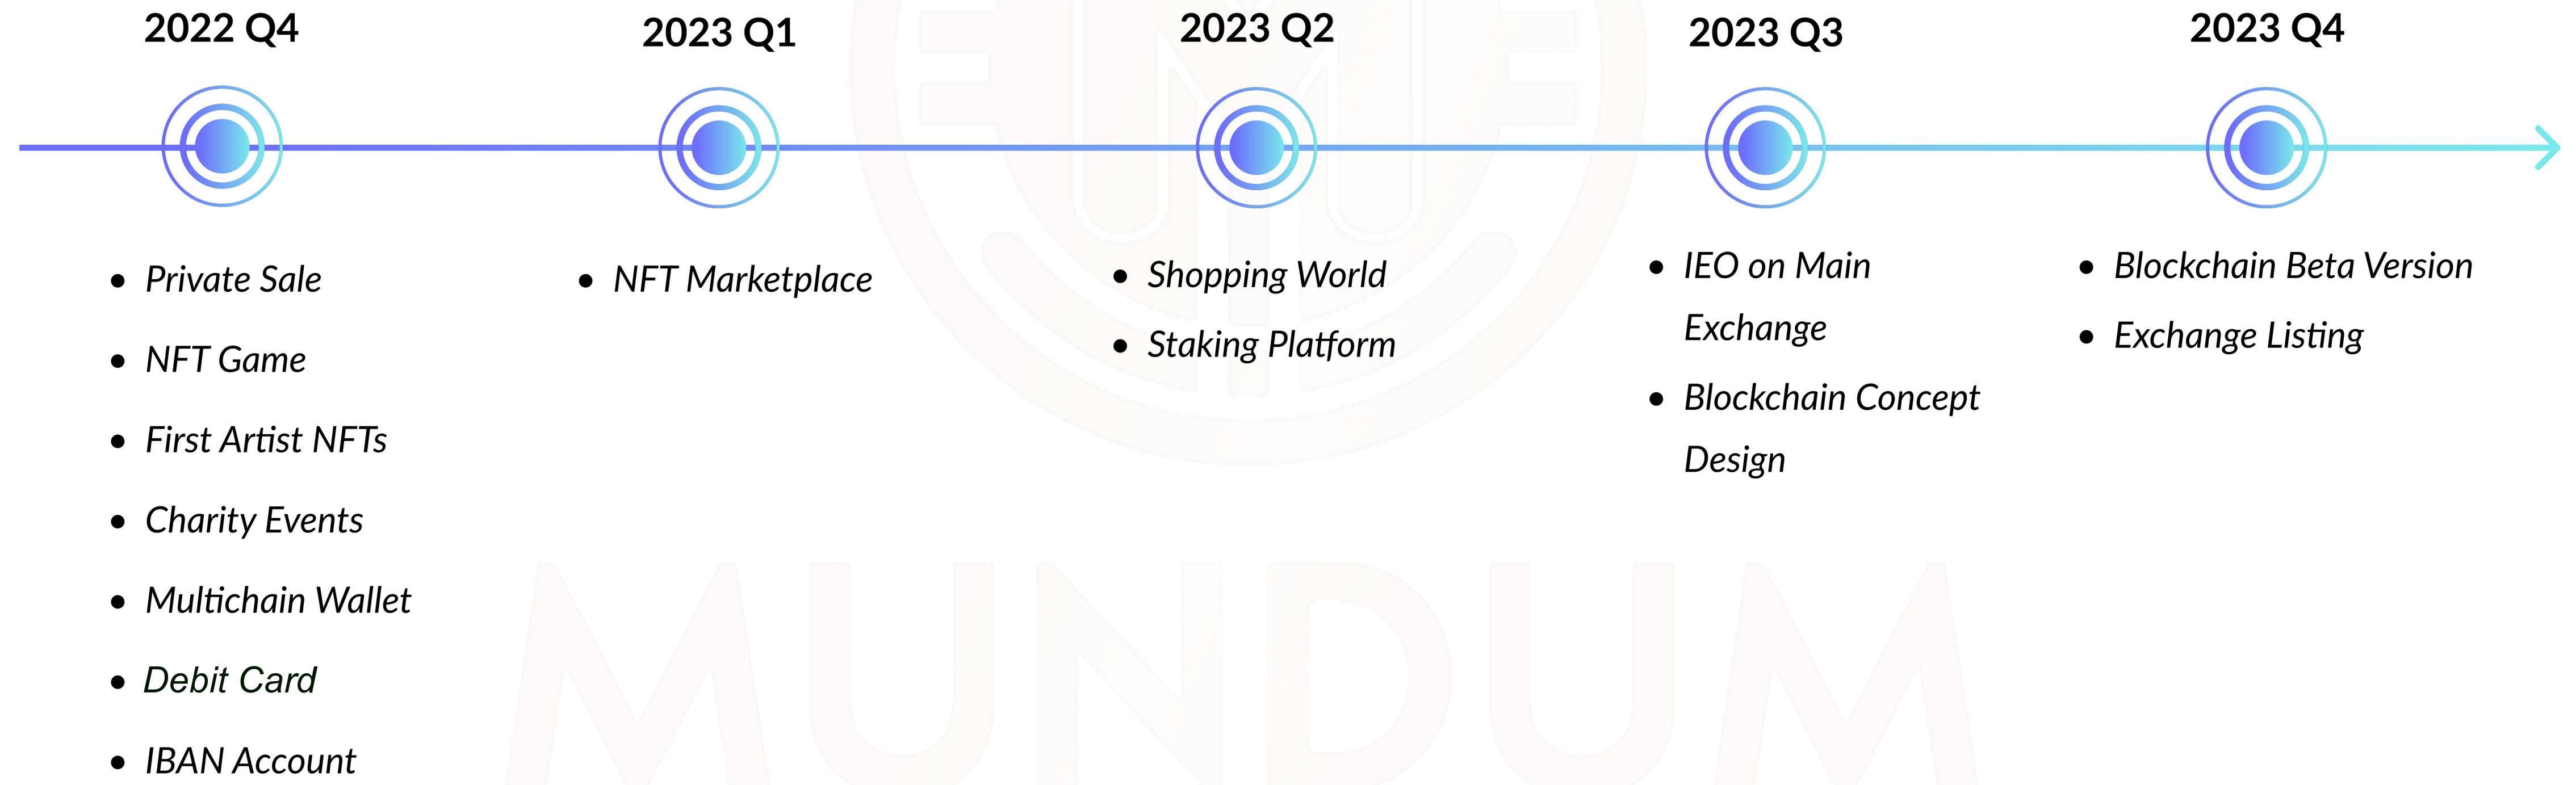 2022 Q4
2023 Q1
2023 Q2
2023 Q3
2023 Q4
• Private Sale
• NFT Game
• First Artist NFTs
• Charity Events
• Multichain Wallet
• Debit Card
• IBAN Account
• NFT Marketplace
• Shopping World
• Staking Platform
• IEO on Main
Exchange
• Blockchain Concept
Design
• Blockchain Beta Version
• Exchange Listing
MUNDUM